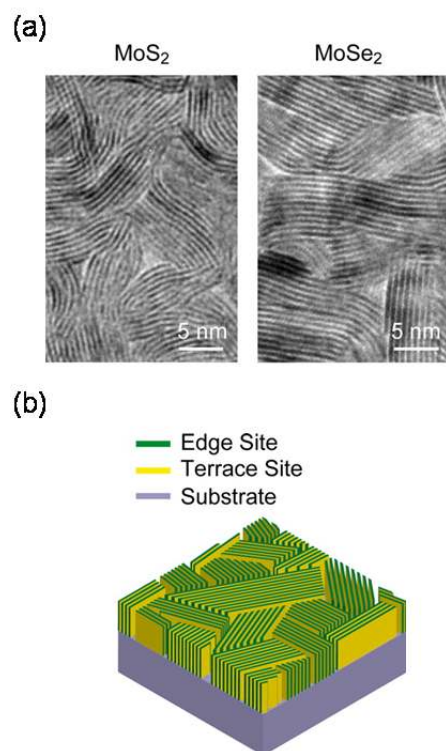 (a)
MoS₂ MoSe₂
5 nm 5 nm
(b)
Edge Site
Terrace Site
Substrate